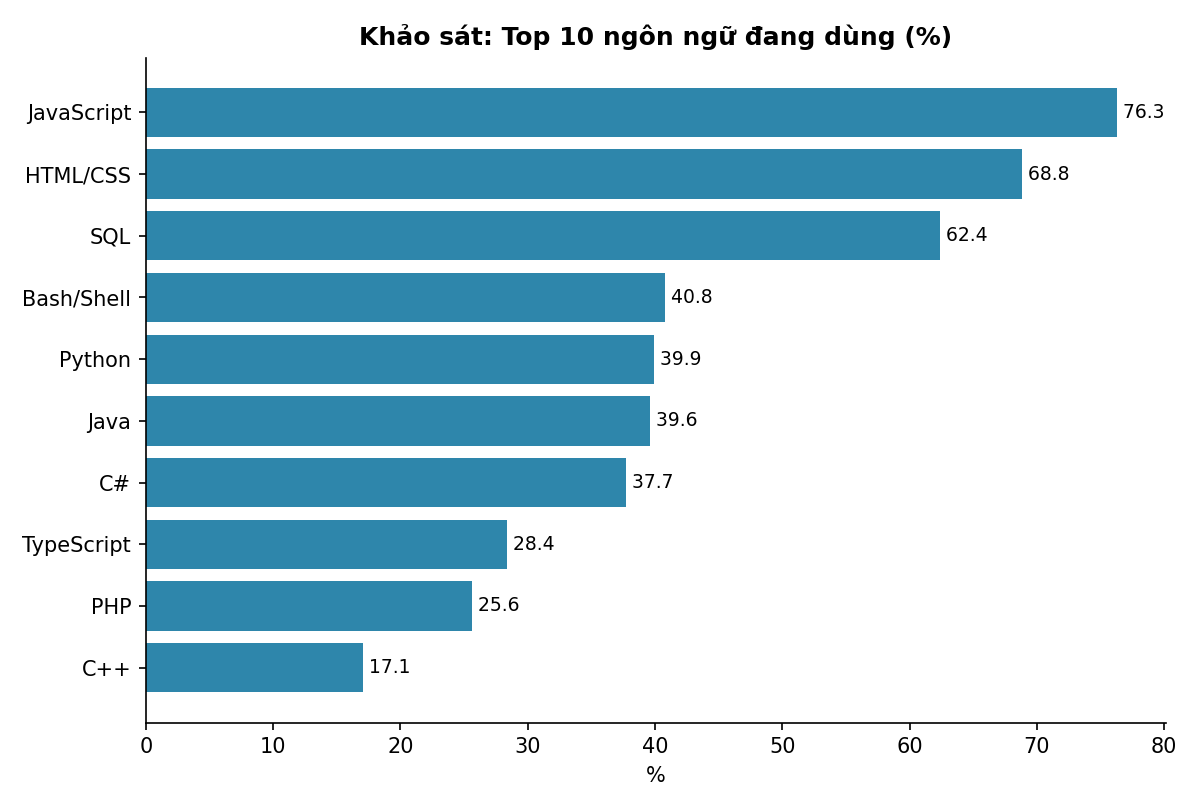 Khảo sát: Top 10 ngôn ngữ đang dùng (%)
JavaScript 76.3
HTML/CSS 68.8
SQL 62.4
Bash/Shell 40.8
Python 39.9
Java 39.6
C# 37.7
TypeScript 28.4
PHP 25.6
C++ 17.1
0 10 20 30 40 50 60 70 80
%